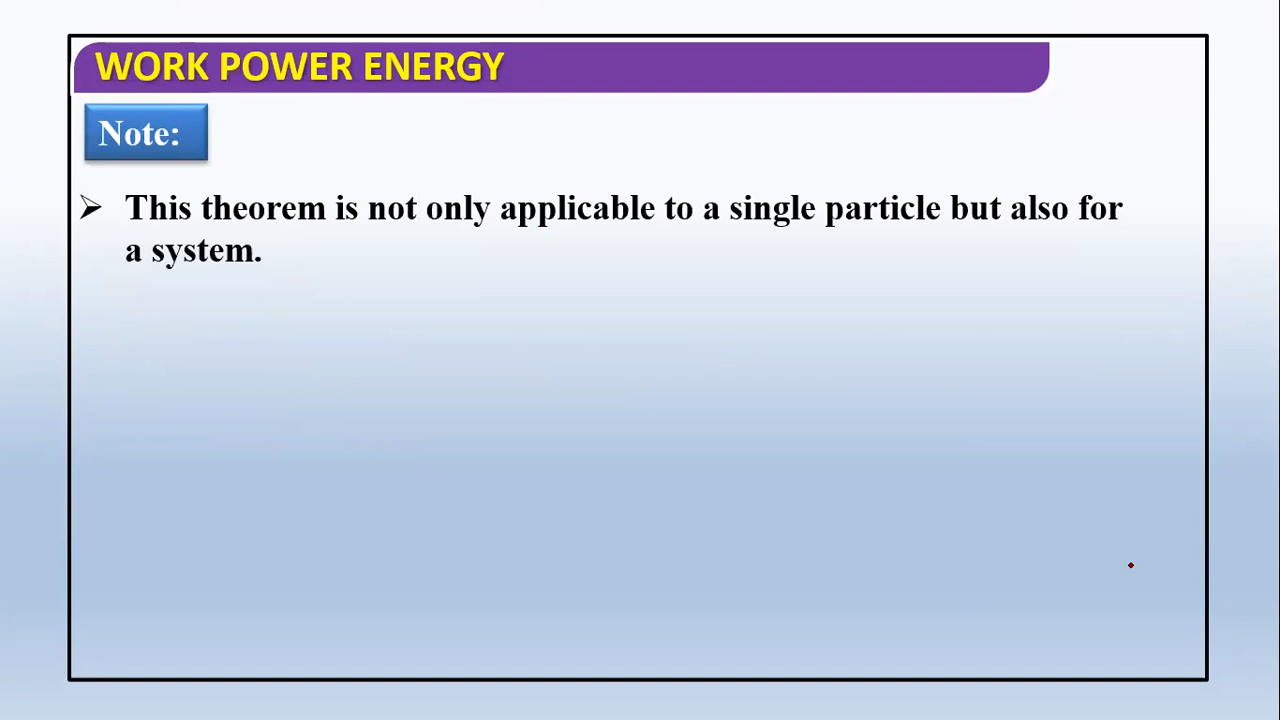 WORK POWER ENERGY
Note:
➢ This theorem is not only applicable to a single particle but also for
a system.